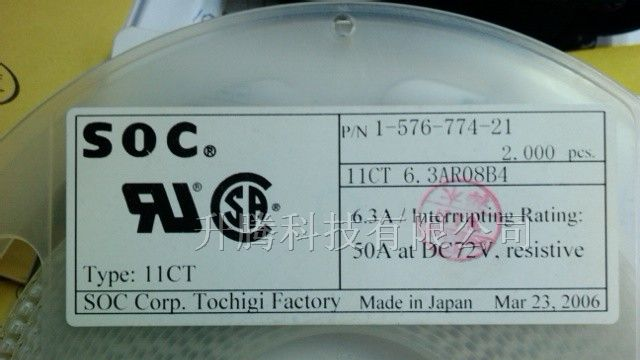 SOC®
P/N 1-576-774-21
2.000 pcs.
11CT 6.3AR08B4
RU®
CSA®
6.3A / Interrupting Rating:
50A at DC72V, resistive
升腾科技有限公司
Type: 11CT
SOC Corp. Tochigi Factory Made in Japan Mar 23, 2006